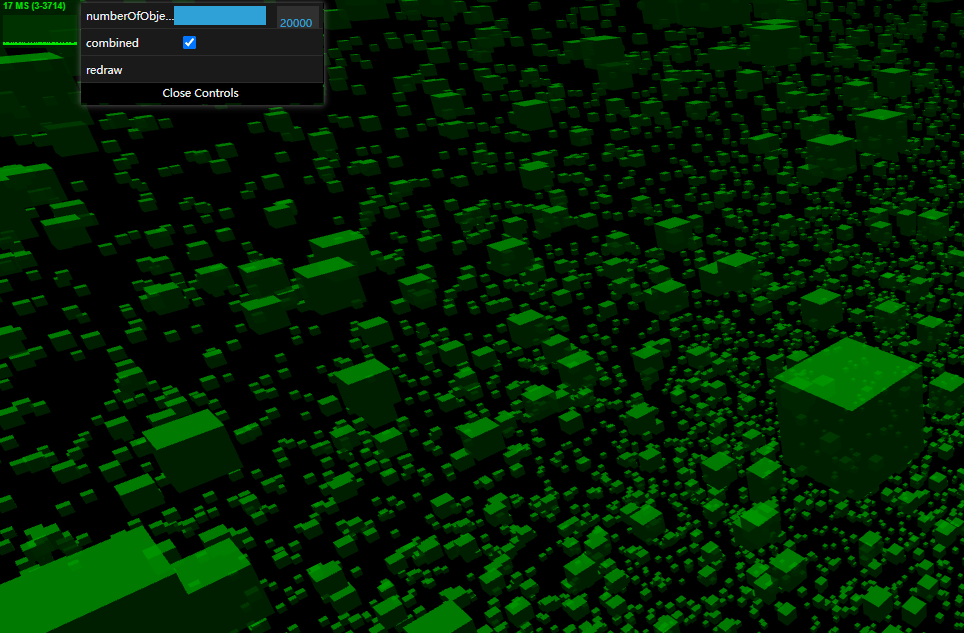 17 MS (3-3714)
numberOfObje... 20000
combined
redraw
Close Controls